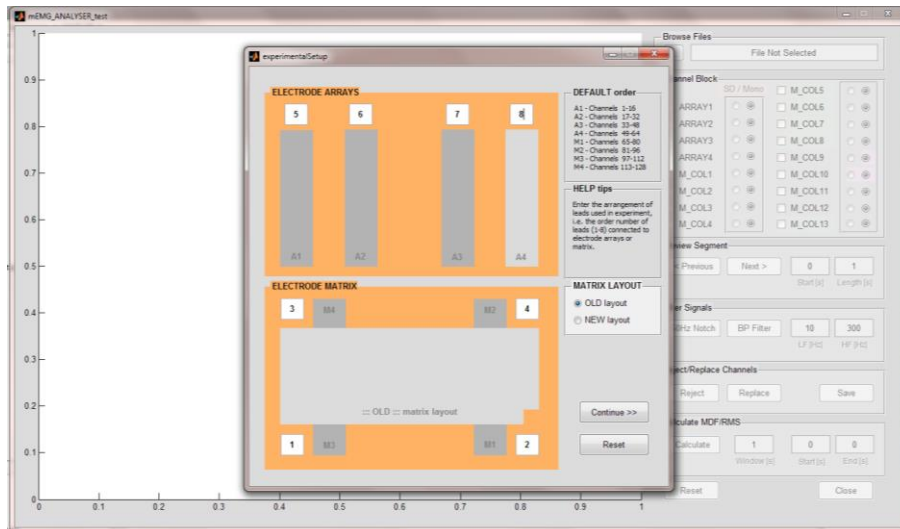 mEMG_ANALYSER_test
1
0.9
0.8
0.7
0.6
0.5
0.4
0.3
0.2
0.1
0
0
0.1
0.2
0.3
0.4
0.5
0.6
0.7
0.8
0.9
1
experimentalSetup
ELECTRODE ARRAYS
5 6 7 8
A1 A2 A3 A4
ELECTRODE MATRIX
3 M4 M2 4
::: OLD ::: matrix layout
1 M3 M1 2
DEFAULT order
A1 - Channels 1-16
A2 - Channels 17-32
A3 - Channels 33-48
A4 - Channels 49-64
M1 - Channels 65-80
M2 - Channels 81-96
M3 - Channels 97-112
M4 - Channels 113-128
HELP tips
Enter the arrangement of
leads used in experiment,
i.e. the order number of
leads (1-8) connected to
electrode arrays or
matrix.
MATRIX LAYOUT
OLD layout
NEW layout
Continue >>
Reset
Browse Files
File Not Selected
Channel Block
SD / Mono
ARRAY1
ARRAY2
ARRAY3
ARRAY4
M_COL1
M_COL2
M_COL3
M_COL4
M_COL5
M_COL6
M_COL7
M_COL8
M_COL9
M_COL10
M_COL11
M_COL12
M_COL13
Segment
Previous Next > 0 1
Start [s] Length [s]
Signals
Notch BP Filter 10 300
LF [Hz] HF [Hz]
/Replace Channels
Reject Replace Save
MDF/RMS
Calculate 1 0 0
Window [s] Start [s] End [s]
Reset Close